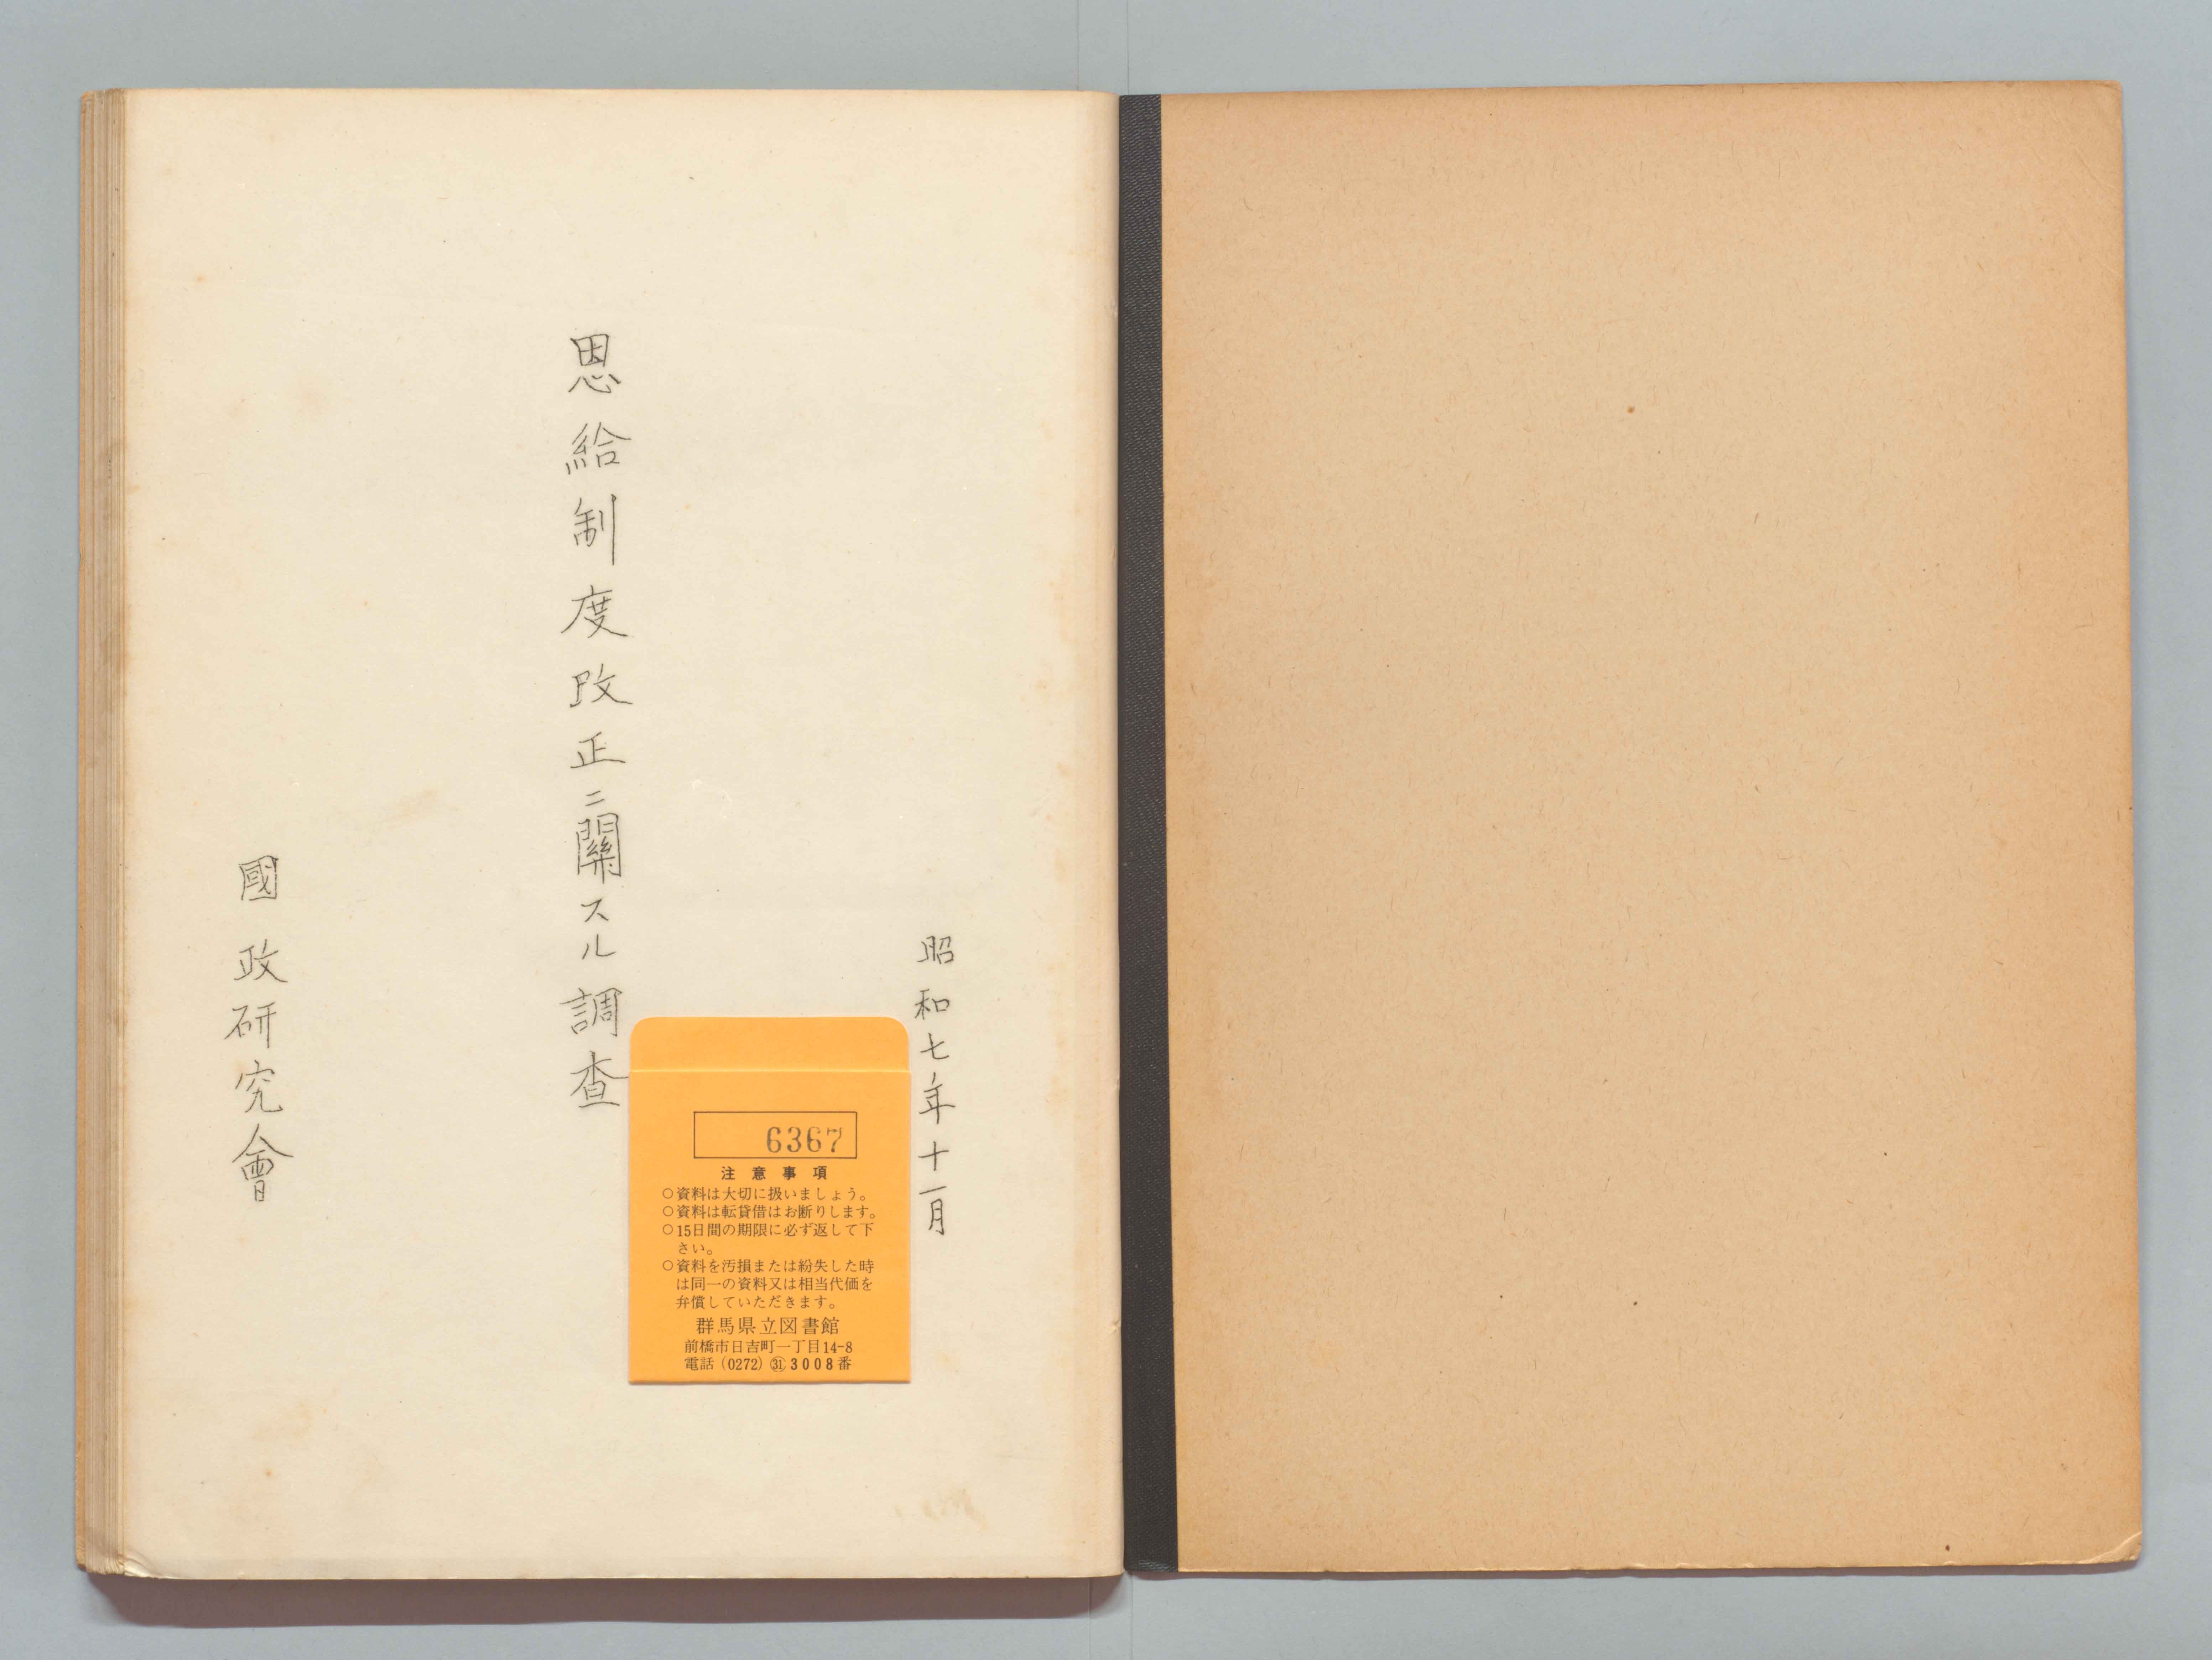 昭和七年十一月
恩給制度改正ニ關スル調査
國政研究會
6367
注意事項
○資料は大切に扱いましょう。
○資料は転貸借はお断りします。
○15日間の期限に必ず返して下
さい。
○資料を汚損または紛失した時
は同一の資料又は相当代価を
弁償していただきます。
群馬県立図書館
前橋市日吉町一丁目14-8
電話(0272)㉛3008番